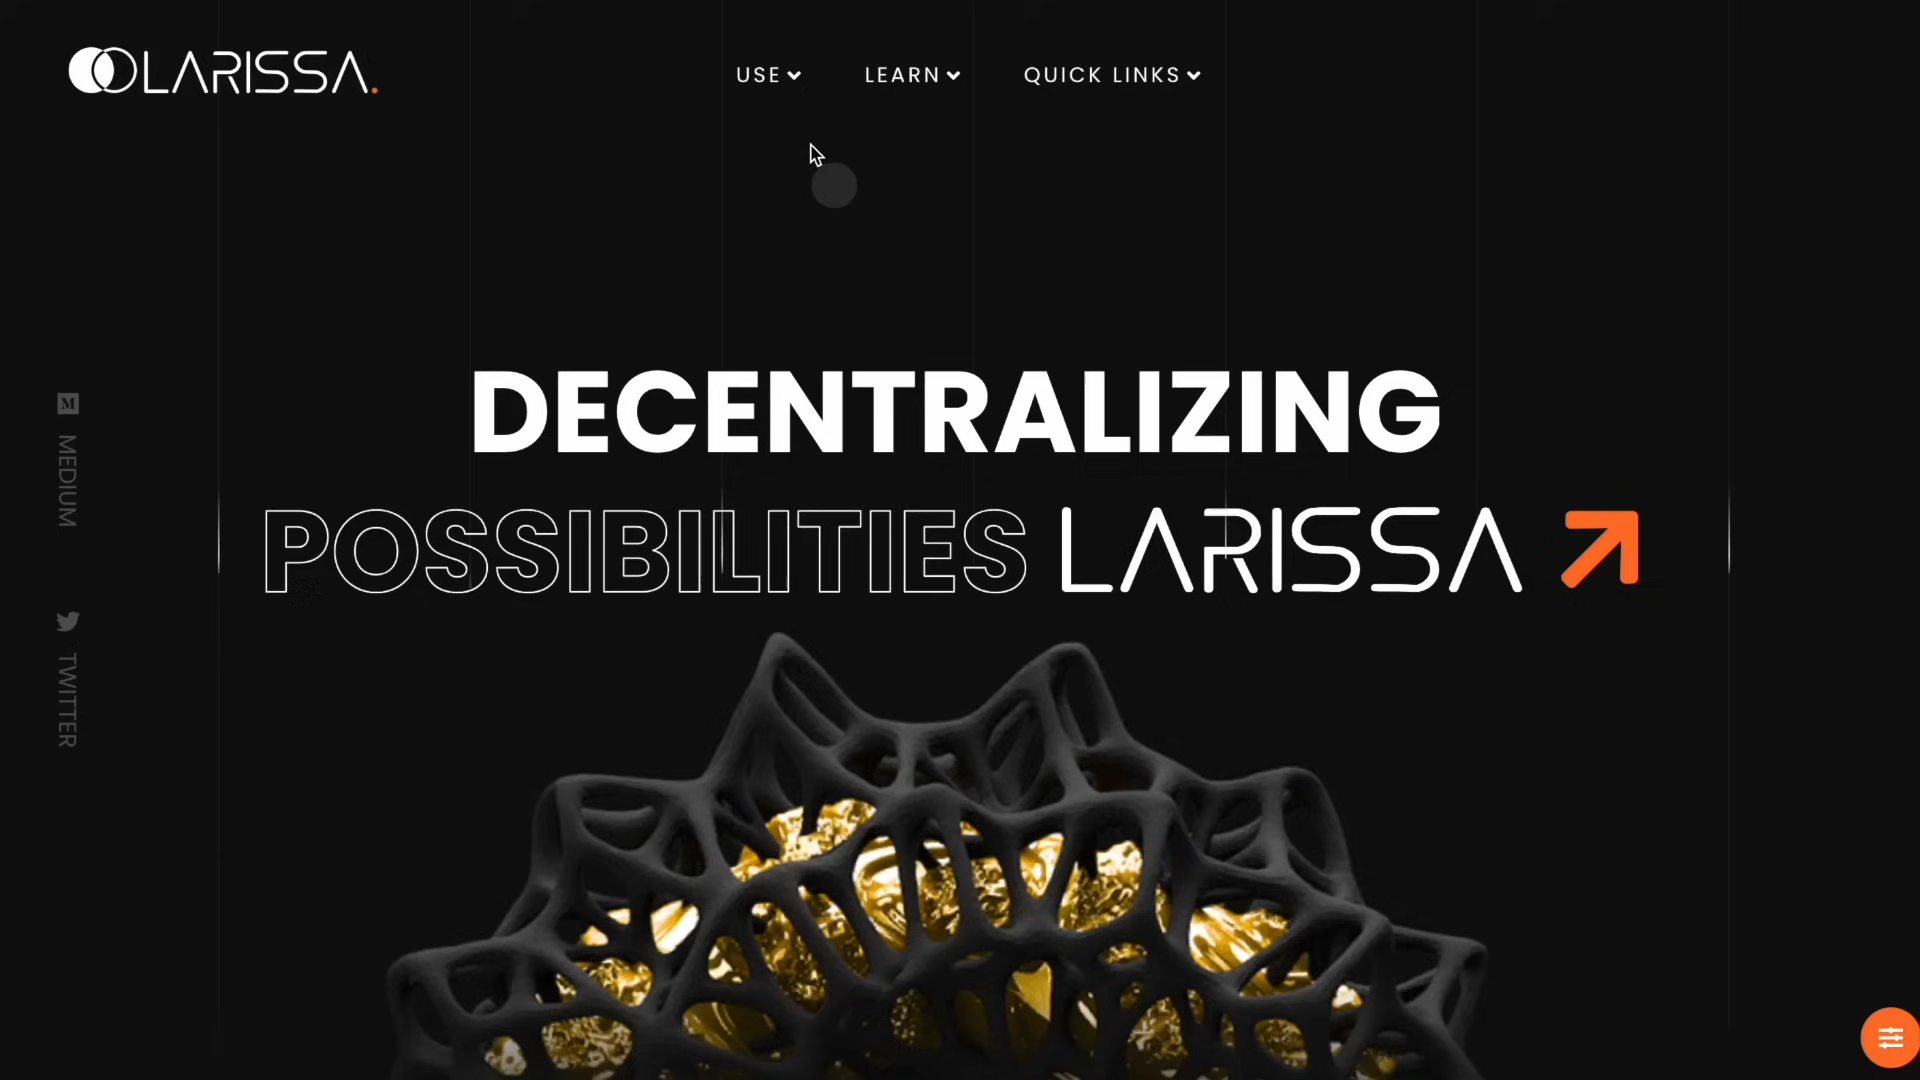 LARISSA.
USE
LEARN
QUICK LINKS
DECENTRALIZING
POSSIBILITIES LARISSA
M
MEDIUM
TWITTER